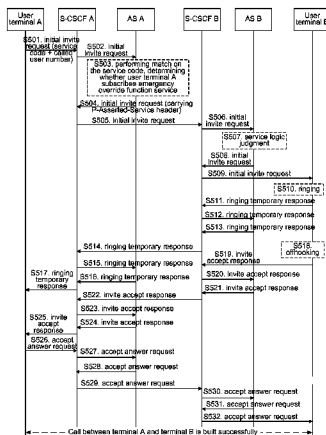 User
terminal A
S-CSCF A
AS A
S-CSCF B
AS B
User
terminal B
S501. initial invite
request (service
code + called
user number)
S502. initial
invite request
S503. performing match on
the service code, determining
whether user terminal A
subscribes emergency
override function service
S504. initial invite request (carrying
P-Asserted-Service header)
S505. initial invite request
S506. initial
invite request
S507. service logic
judgment
S508. initial
invite request
S509. initial invite request
S510. ringing
S511. ringing temporary response
S512. ringing temporary response
S513. ringing temporary response
S514. ringing temporary response
S515. ringing temporary response
S516. ringing temporary
response
S517. ringing
temporary
response
S518.
offhooking
S519. invite
accept response
S520. invite accept response
S521. invite accept response
S522. invite accept response
S523. invite accept response
S524. invite accept response
S525. invite
accept
response
S526. accept
answer request
S527. accept answer request
S528. accept answer request
S529. accept answer request
S530. accept answer request
S531. accept answer request
S532. accept answer request
Call between terminal A and terminal B is built successfully